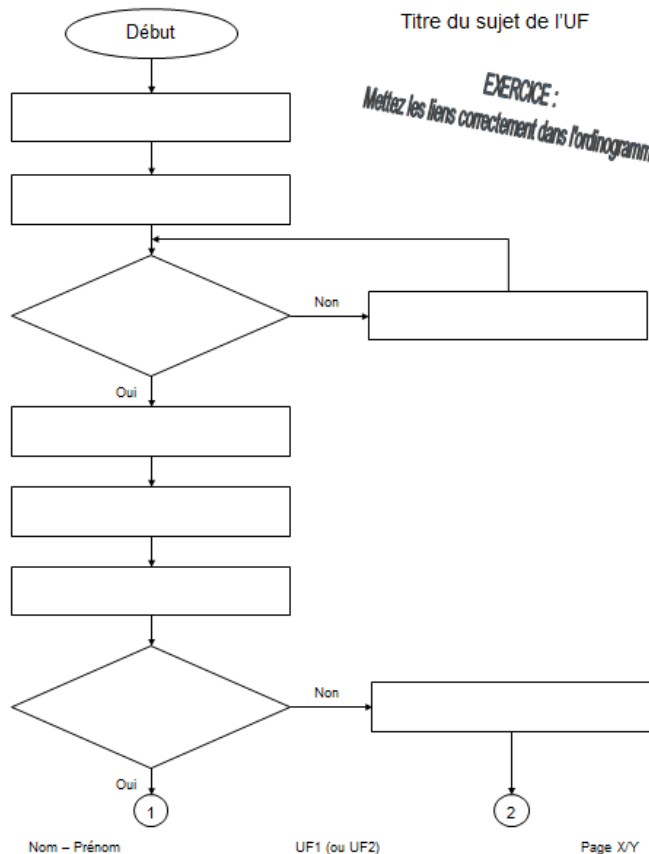 Début
Titre du sujet de l'UF
EXERCICE :
Mettez les liens correctement dans l'ordinogramm
Non
Oui
Non
Oui
1
2
Nom – Prénom
UF1 (ou UF2)
Page X/Y